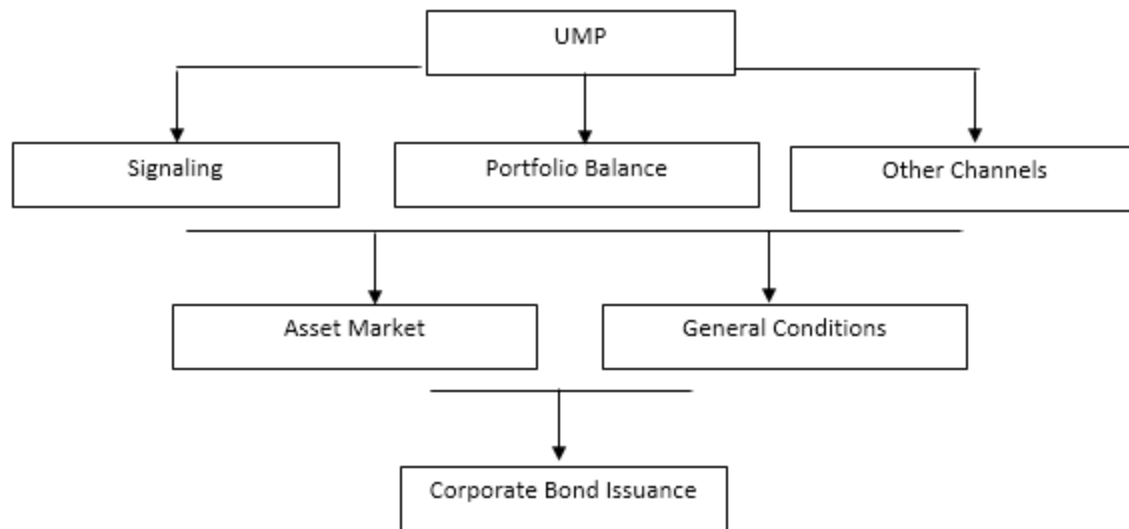 UMP
Signaling
Portfolio Balance
Other Channels
Asset Market
General Conditions
Corporate Bond Issuance